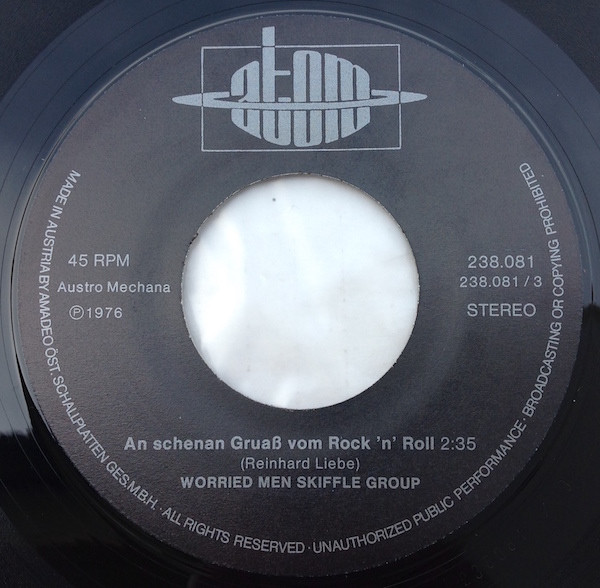 atom
45 RPM
Austro Mechana
℗1976
238.081
238.081/3
STEREO
An schenan Gruaß vom Rock 'n' Roll 2:35
(Reinhard Liebe)
WORRIED MEN SKIFFLE GROUP
MADE IN AUSTRIA BY AMADEO ÖST. SCHALLPLATTEN GES.M.B.H. · ALL RIGHTS RESERVED · UNAUTHORIZED PUBLIC PERFORMANCE · BROADCASTING OR COPYING PROHIBITED